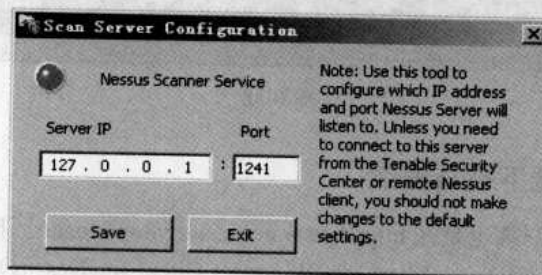 Scan Server Configuration
Nessus Scanner Service
Server IP
Port
127 . 0 . 0 . 1 : 1241
Save
Exit
Note: Use this tool to
configure which IP address
and port Nessus Server will
listen to. Unless you need
to connect to this server
from the Tenable Security
Center or remote Nessus
client, you should not make
changes to the default
settings.